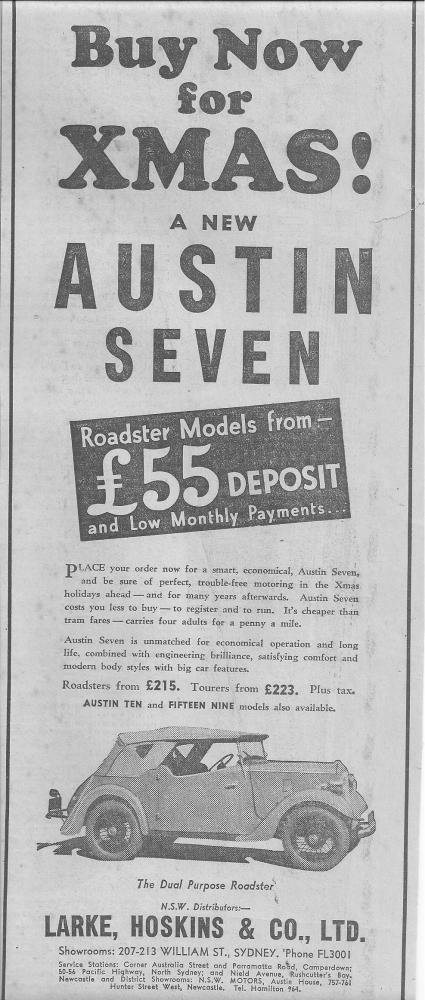 Buy Now
for
XMAS!
A NEW
AUSTIN
SEVEN
Roadster Models from —
£55 DEPOSIT
and Low Monthly Payments...
PLACE your order now for a smart, economical, Austin Seven,
and be sure of perfect, trouble-free motoring in the Xmas
holidays ahead — and for many years afterwards. Austin Seven
costs you less to buy — to register and to run. It's cheaper than
tram fares — carries four adults for a penny a mile.
Austin Seven is unmatched for economical operation and long
life, combined with engineering brilliance, satisfying comfort and
modern body styles with big car features.
Roadsters from £215. Tourers from £223. Plus tax.
AUSTIN TEN and FIFTEEN NINE models also available.
The Dual Purpose Roadster
N.S.W. Distributors:—
LARKE, HOSKINS & CO., LTD.
Showrooms: 207-213 WILLIAM ST., SYDNEY. 'Phone FL3001
Service Stations: Corner Australia Street and Parramatta Road, Camperdown;
50-56 Pacific Highway, North Sydney; and Nield Avenue, Rushcutter's Bay,
Newcastle and District Showrooms: N.S.W. MOTORS, Austin House, 757-761
Hunter Street West, Newcastle. Tel. Hamilton 964.